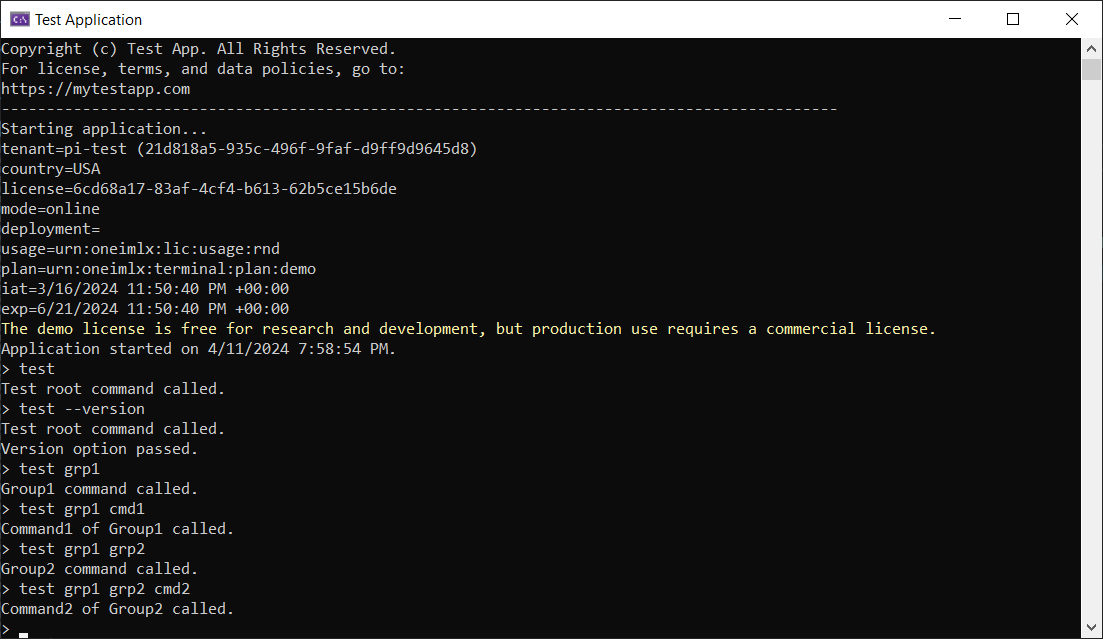 Test Application
Copyright (c) Test App. All Rights Reserved.
For license, terms, and data policies, go to:
https://mytestapp.com
---------------------------------------------------------------------------------------------
Starting application...
tenant=pi-test (21d818a5-935c-496f-9faf-d9ff9d9645d8)
country=USA
license=6cd68a17-83af-4cf4-b613-62b5ce15b6de
mode=online
deployment=
usage=urn:oneimlx:lic:usage:rnd
plan=urn:oneimlx:terminal:plan:demo
iat=3/16/2024 11:50:40 PM +00:00
exp=6/21/2024 11:50:40 PM +00:00
The demo license is free for research and development, but production use requires a commercial license.
Application started on 4/11/2024 7:58:54 PM.
> test
Test root command called.
> test --version
Test root command called.
Version option passed.
> test grp1
Group1 command called.
> test grp1 cmd1
Command1 of Group1 called.
> test grp1 grp2
Group2 command called.
> test grp1 grp2 cmd2
Command2 of Group2 called.
> _